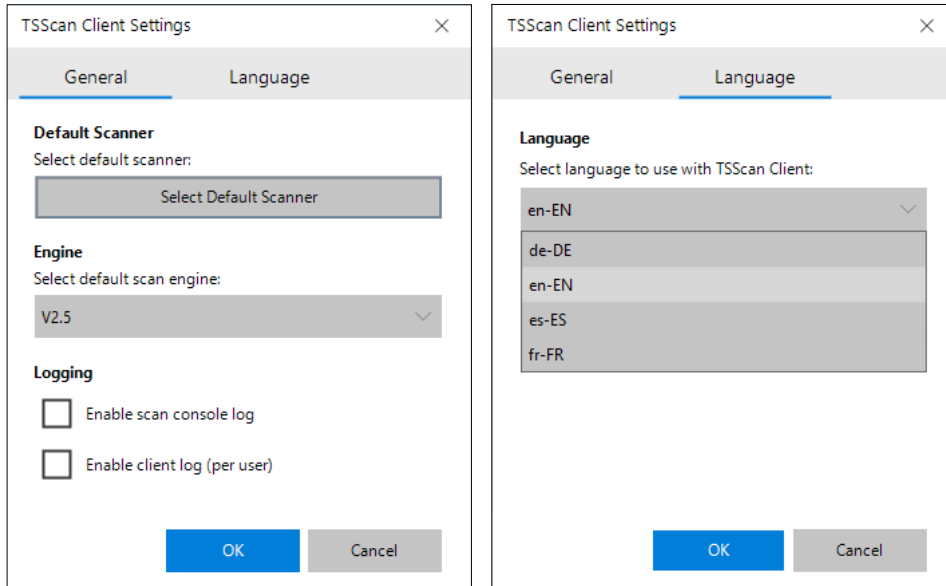 TSScan Client Settings
General Language
Default Scanner
Select default scanner:
Select Default Scanner
Engine
Select default scan engine:
V2.5
Logging
Enable scan console log
Enable client log (per user)
OK Cancel
TSScan Client Settings
General Language
Language
Select language to use with TSScan Client:
en-EN
de-DE
en-EN
es-ES
fr-FR
OK Cancel